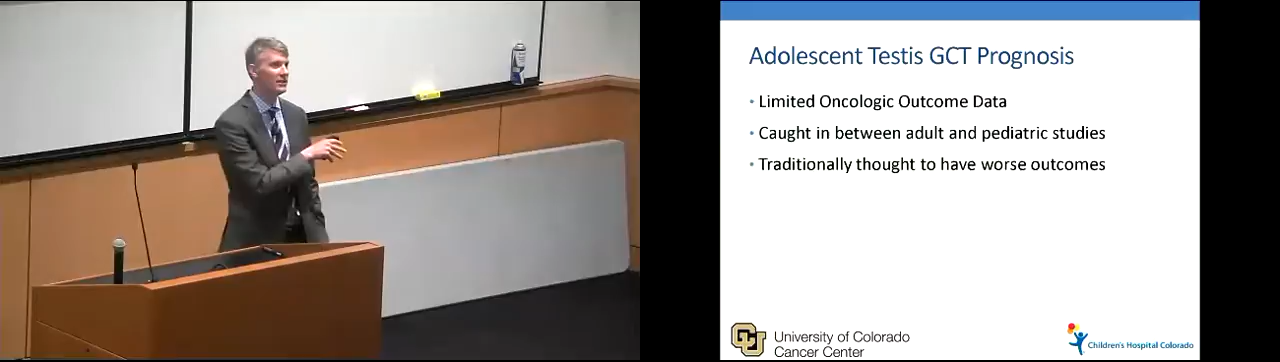 Adolescent Testis GCT Prognosis
• Limited Oncologic Outcome Data
• Caught in between adult and pediatric studies
• Traditionally thought to have worse outcomes
CU
University of Colorado
Cancer Center
Children's Hospital Colorado